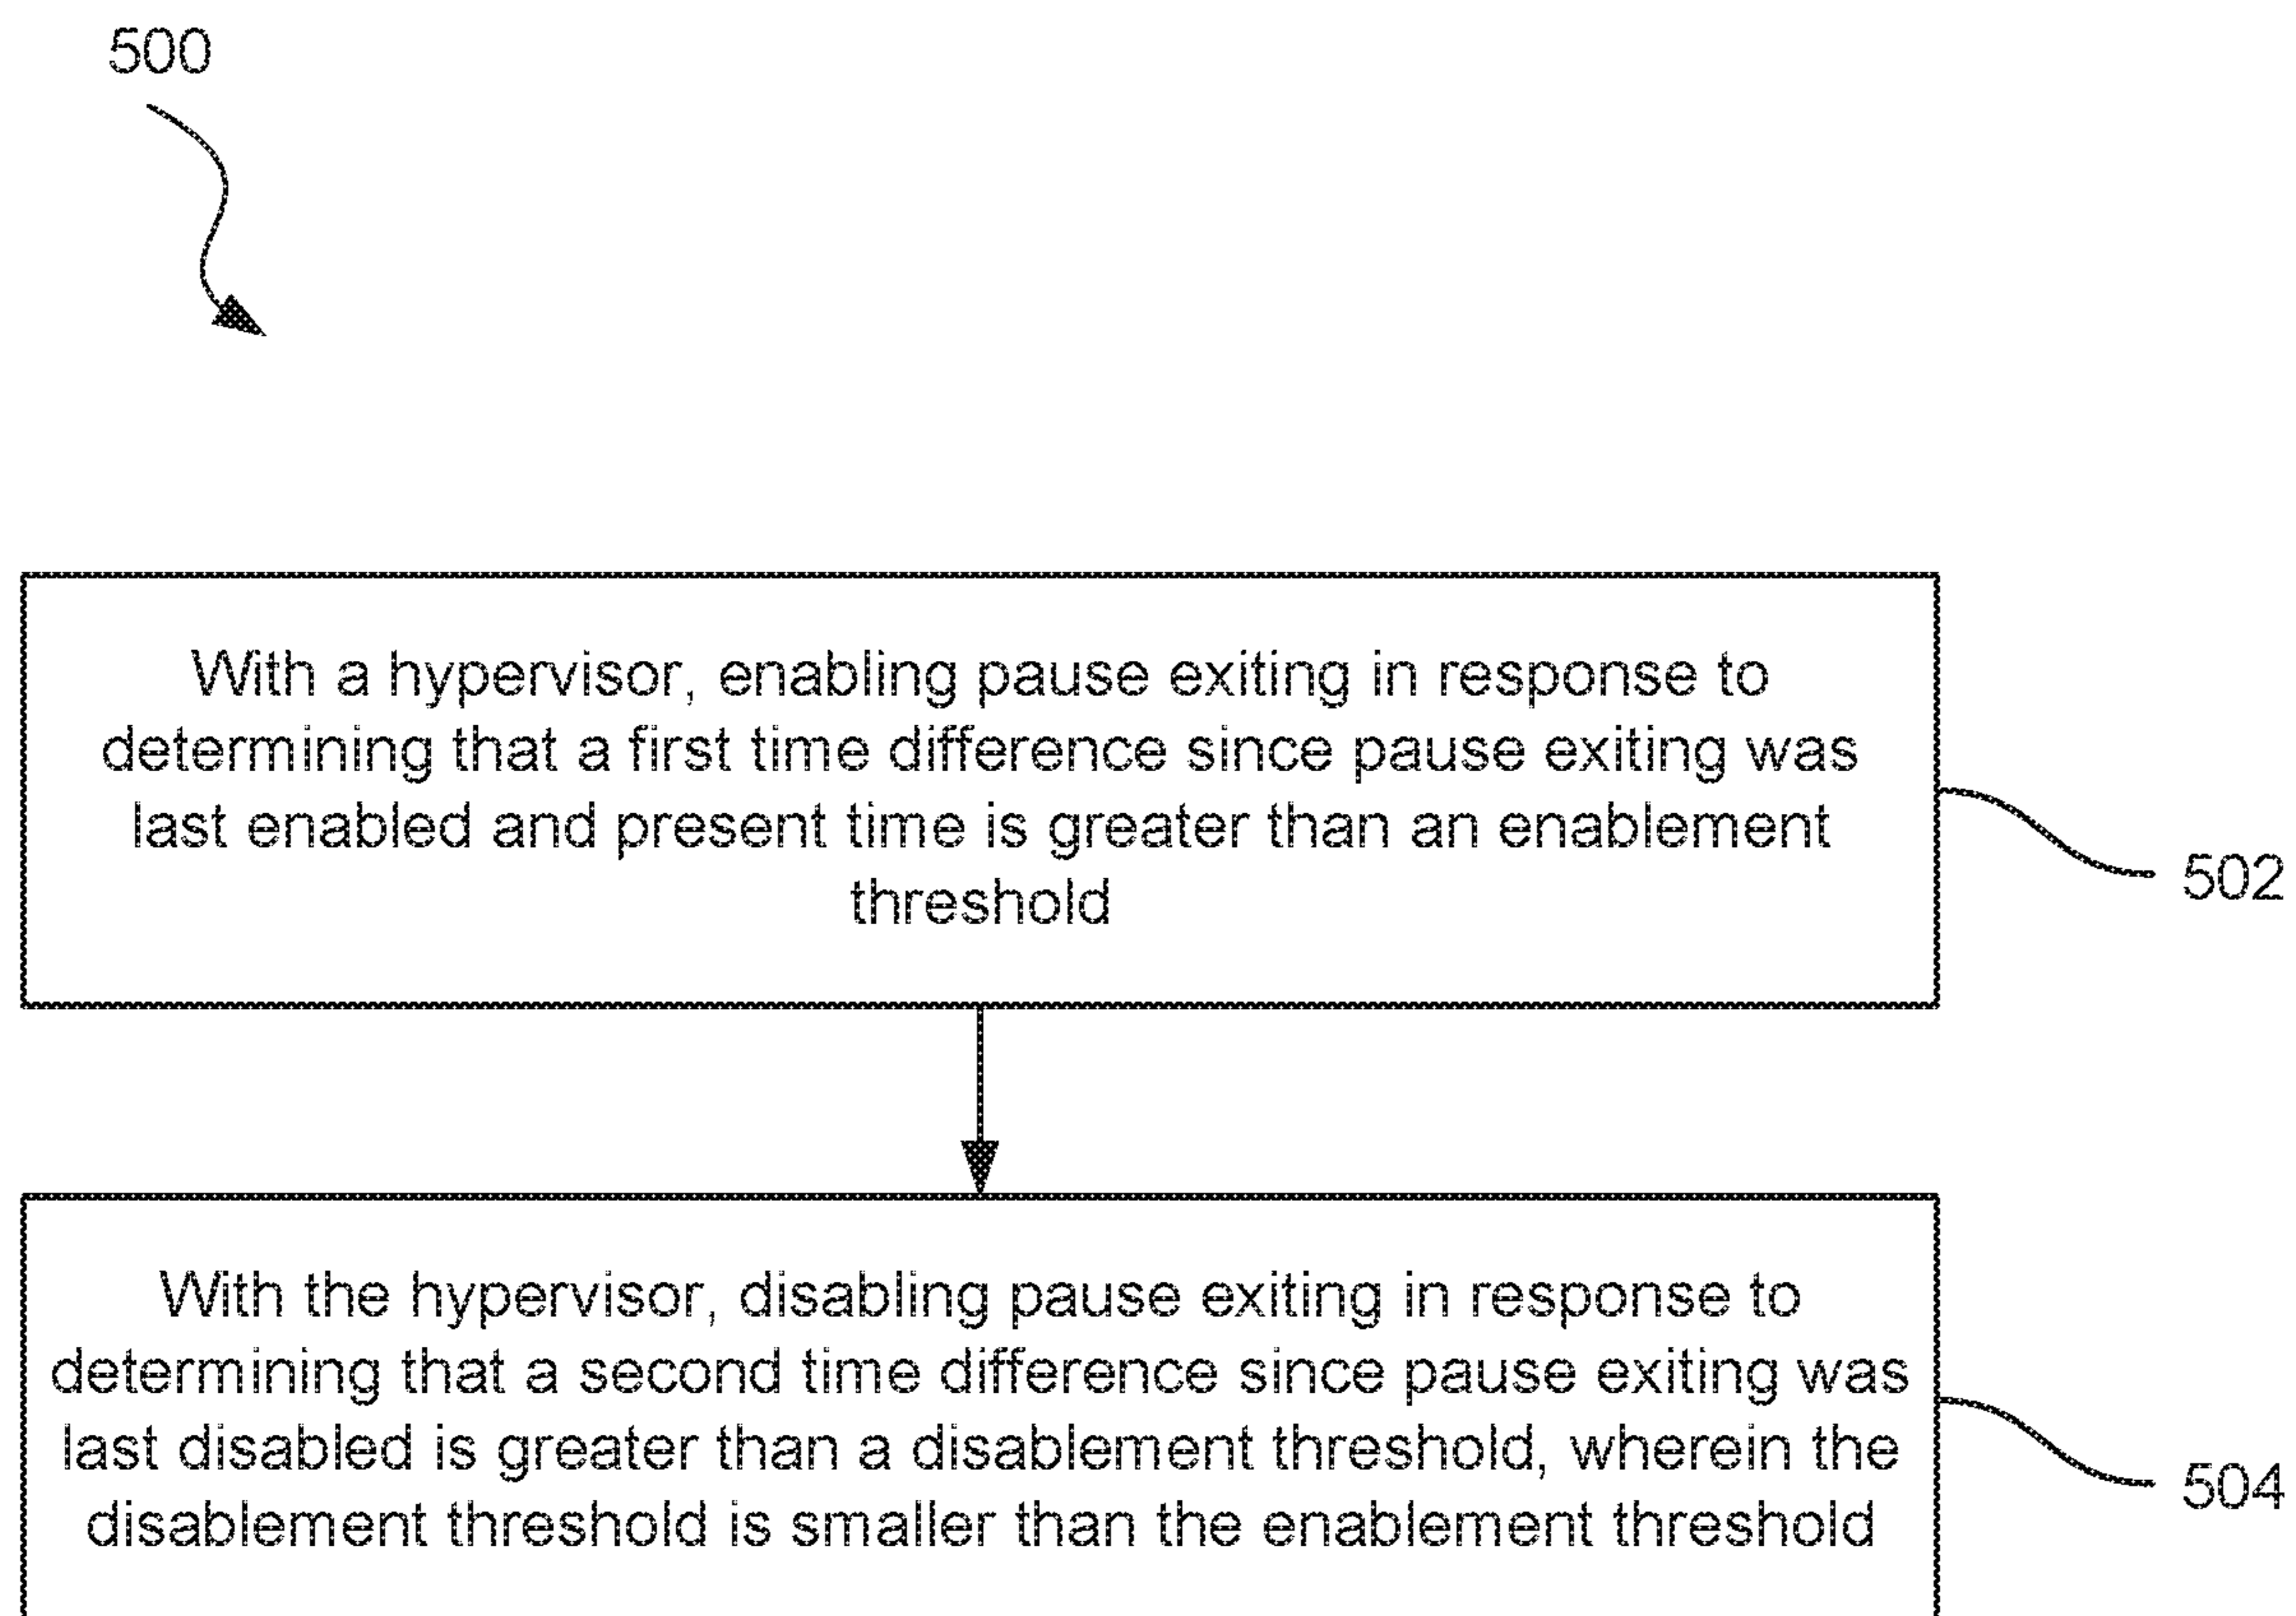 500
With a hypervisor, enabling pause exiting in response to
determining that a first time difference since pause exiting was
last enabled and present time is greater than an enablement
threshold
502
With the hypervisor, disabling pause exiting in response to
determining that a second time difference since pause exiting was
last disabled is greater than a disablement threshold, wherein the
disablement threshold is smaller than the enablement threshold
504